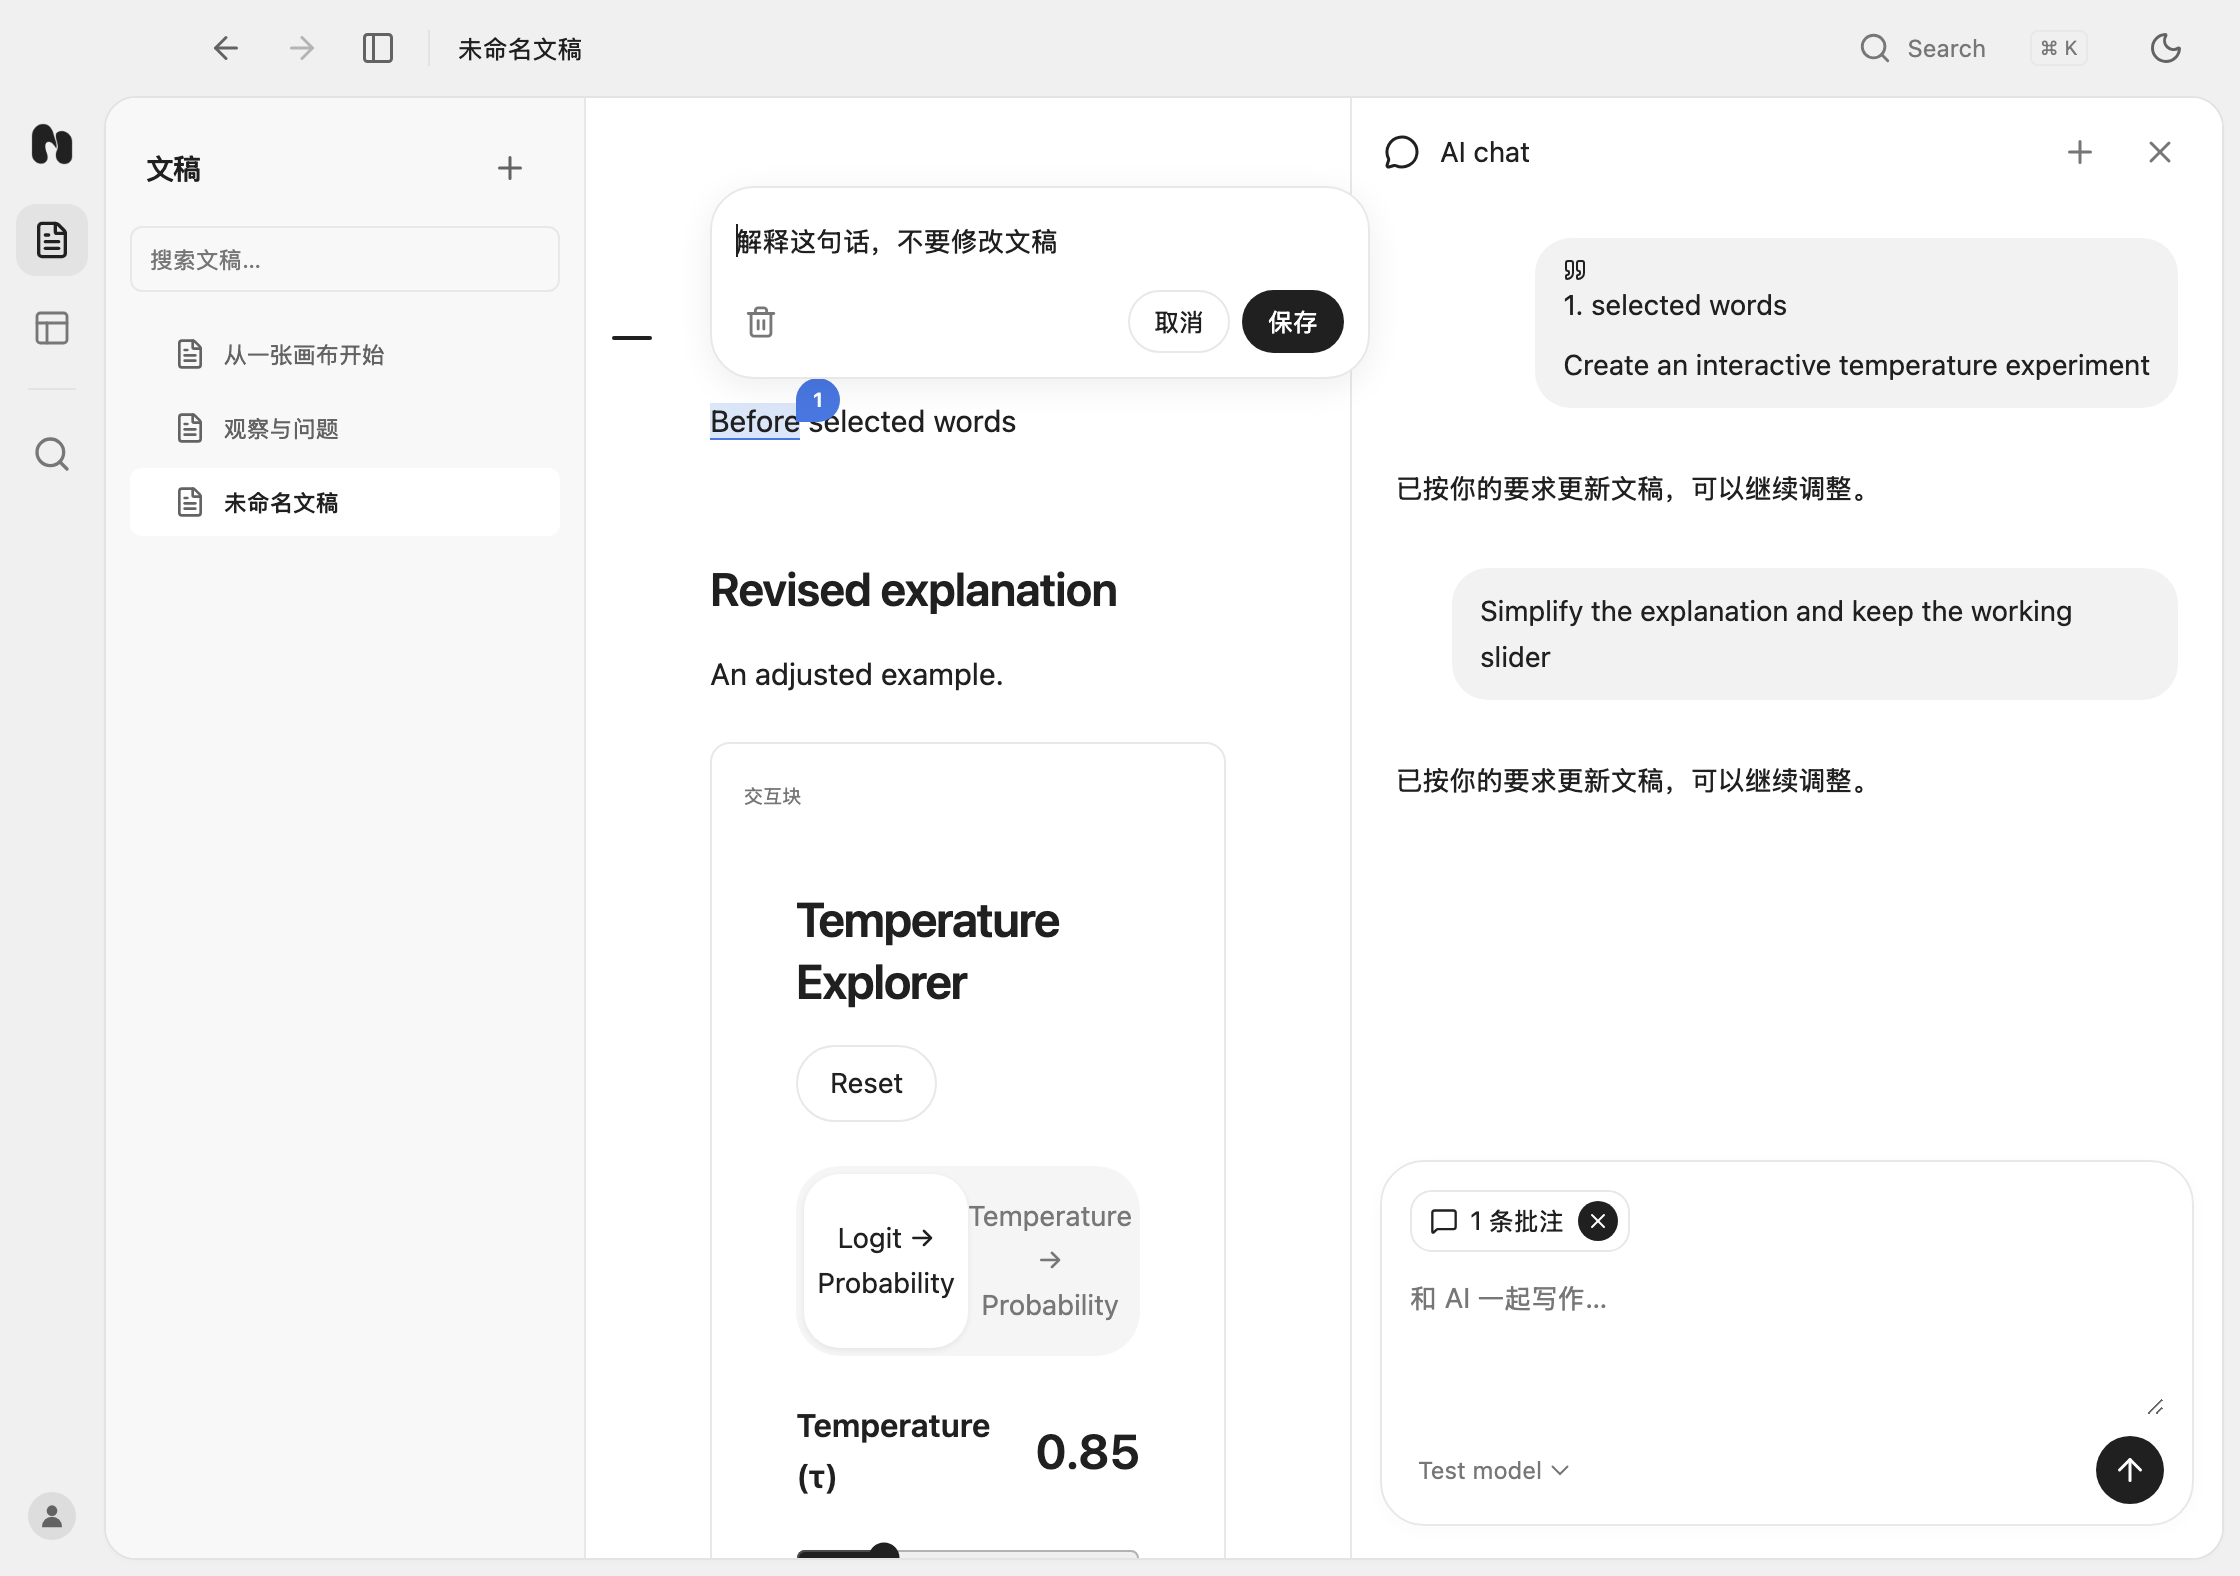 未命名文稿
Search
⌘ K
文稿
搜索文稿...
从一张画布开始
观察与问题
未命名文稿
解释这句话，不要修改文稿
取消
保存
1
Before selected words
Revised explanation
An adjusted example.
交互块
Temperature
Explorer
Reset
Logit →
Probability
Temperature
→
Probability
Temperature
(τ)
0.85
AI chat
1. selected words
Create an interactive temperature experiment
已按你的要求更新文稿，可以继续调整。
Simplify the explanation and keep the working
slider
已按你的要求更新文稿，可以继续调整。
1 条批注
和 AI 一起写作...
Test model